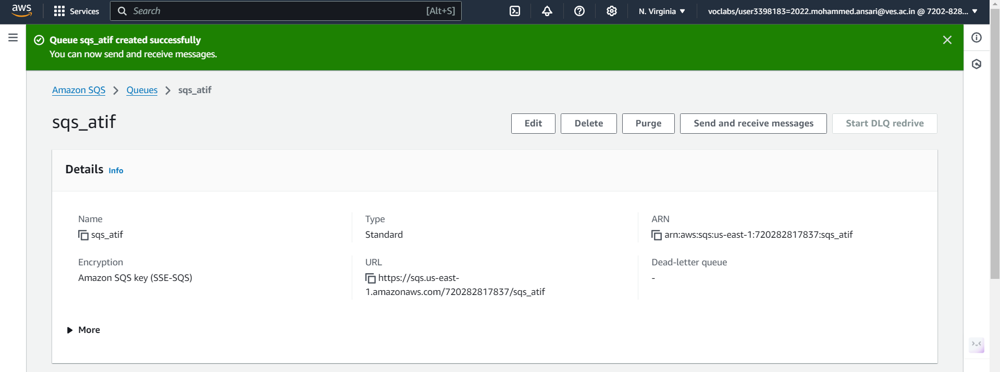 aws Services Search [Alt+S] N. Virginia voclabs/user3398183=2022.mohammed.ansari@ves.ac.in @ 7202-828...
Queue sqs_atif created successfully
You can now send and receive messages.
Amazon SQS Queues sqs_atif
sqs_atif Edit Delete Purge Send and receive messages Start DLQ redrive
Details Info
Name Type ARN
sqs_atif Standard arn:aws:sqs:us-east-1:720282817837:sqs_atif
Encryption URL Dead-letter queue
Amazon SQS key (SSE-SQS) https://sqs.us-east- -
1.amazonaws.com/720282817837/sqs_atif
More